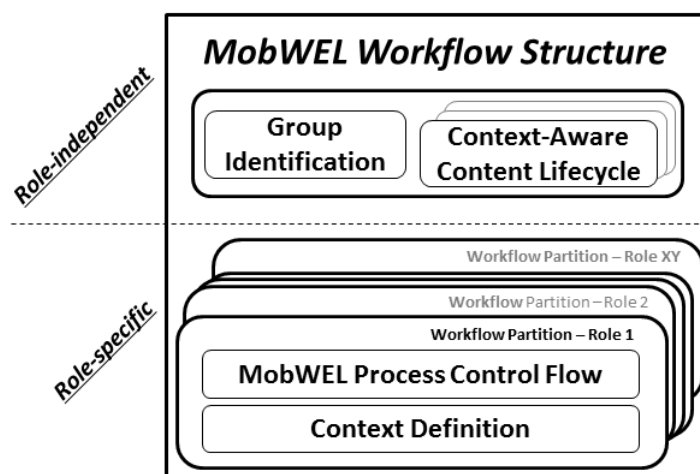 MobWEL Workflow Structure
Role-independent
Group
Identification
Context-Aware
Content Lifecycle
Role-specific
Workflow Partition – Role XY
Workflow Partition – Role 2
Workflow Partition – Role 1
MobWEL Process Control Flow
Context Definition